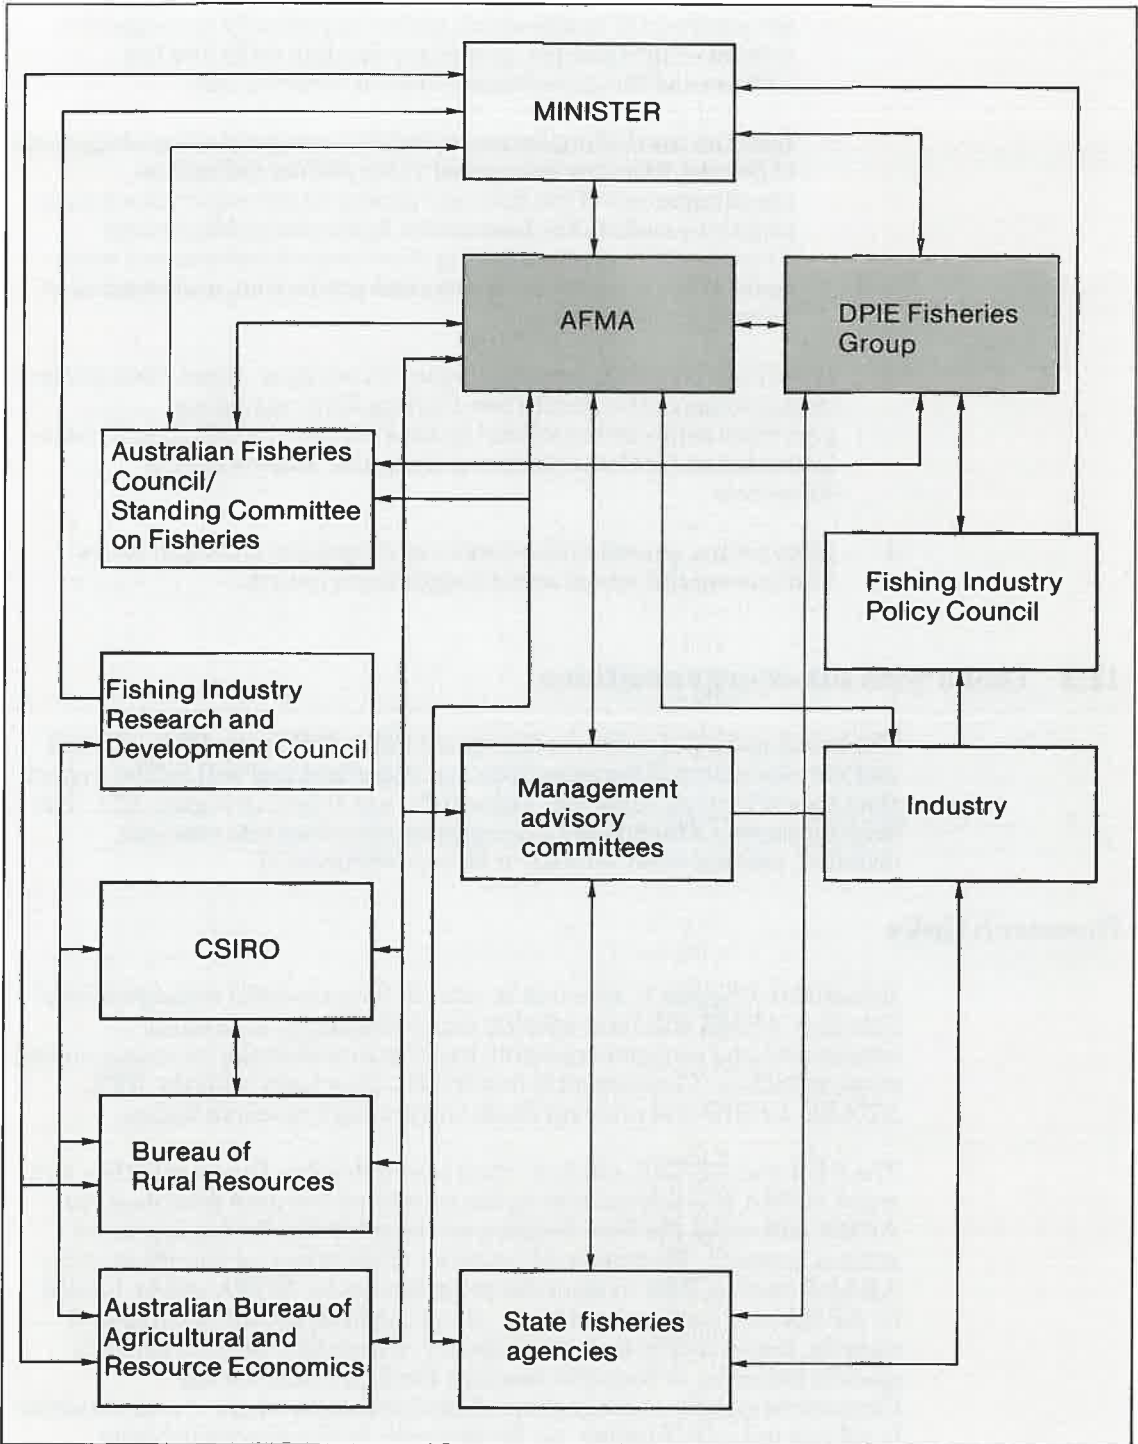 MINISTER
AFMA
DPIE Fisheries
Group
Australian Fisheries
Council/
Standing Committee
on Fisheries
Fishing Industry
Policy Council
Fishing Industry
Research and
Development Council
Management
advisory
committees
Industry
CSIRO
Bureau of
Rural Resources
Australian Bureau of
Agricultural and
Resource Economics
State fisheries
agencies